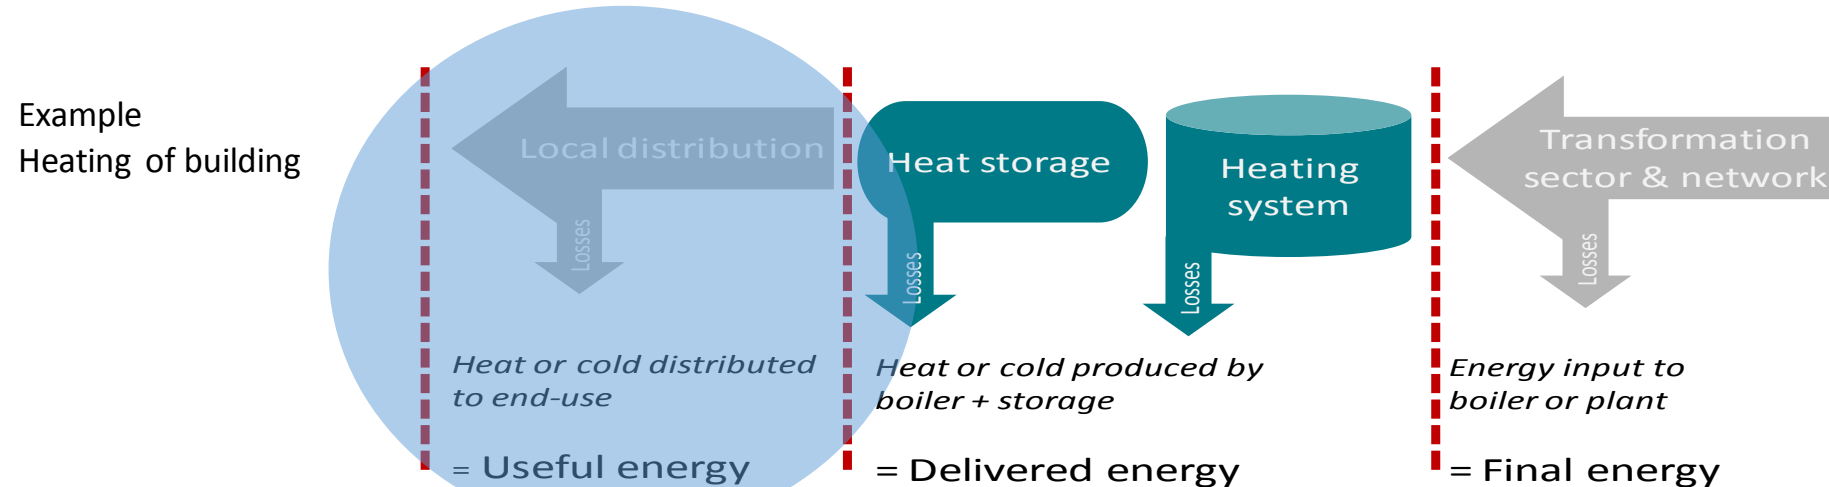 Example
Heating of building
Local distribution
Losses
Heat storage
Losses
Heating
system
Losses
Transformation
sector & network
Losses
Heat or cold distributed
to end-use
= Useful energy
Heat or cold produced by
boiler + storage
= Delivered energy
Energy input to
boiler or plant
= Final energy